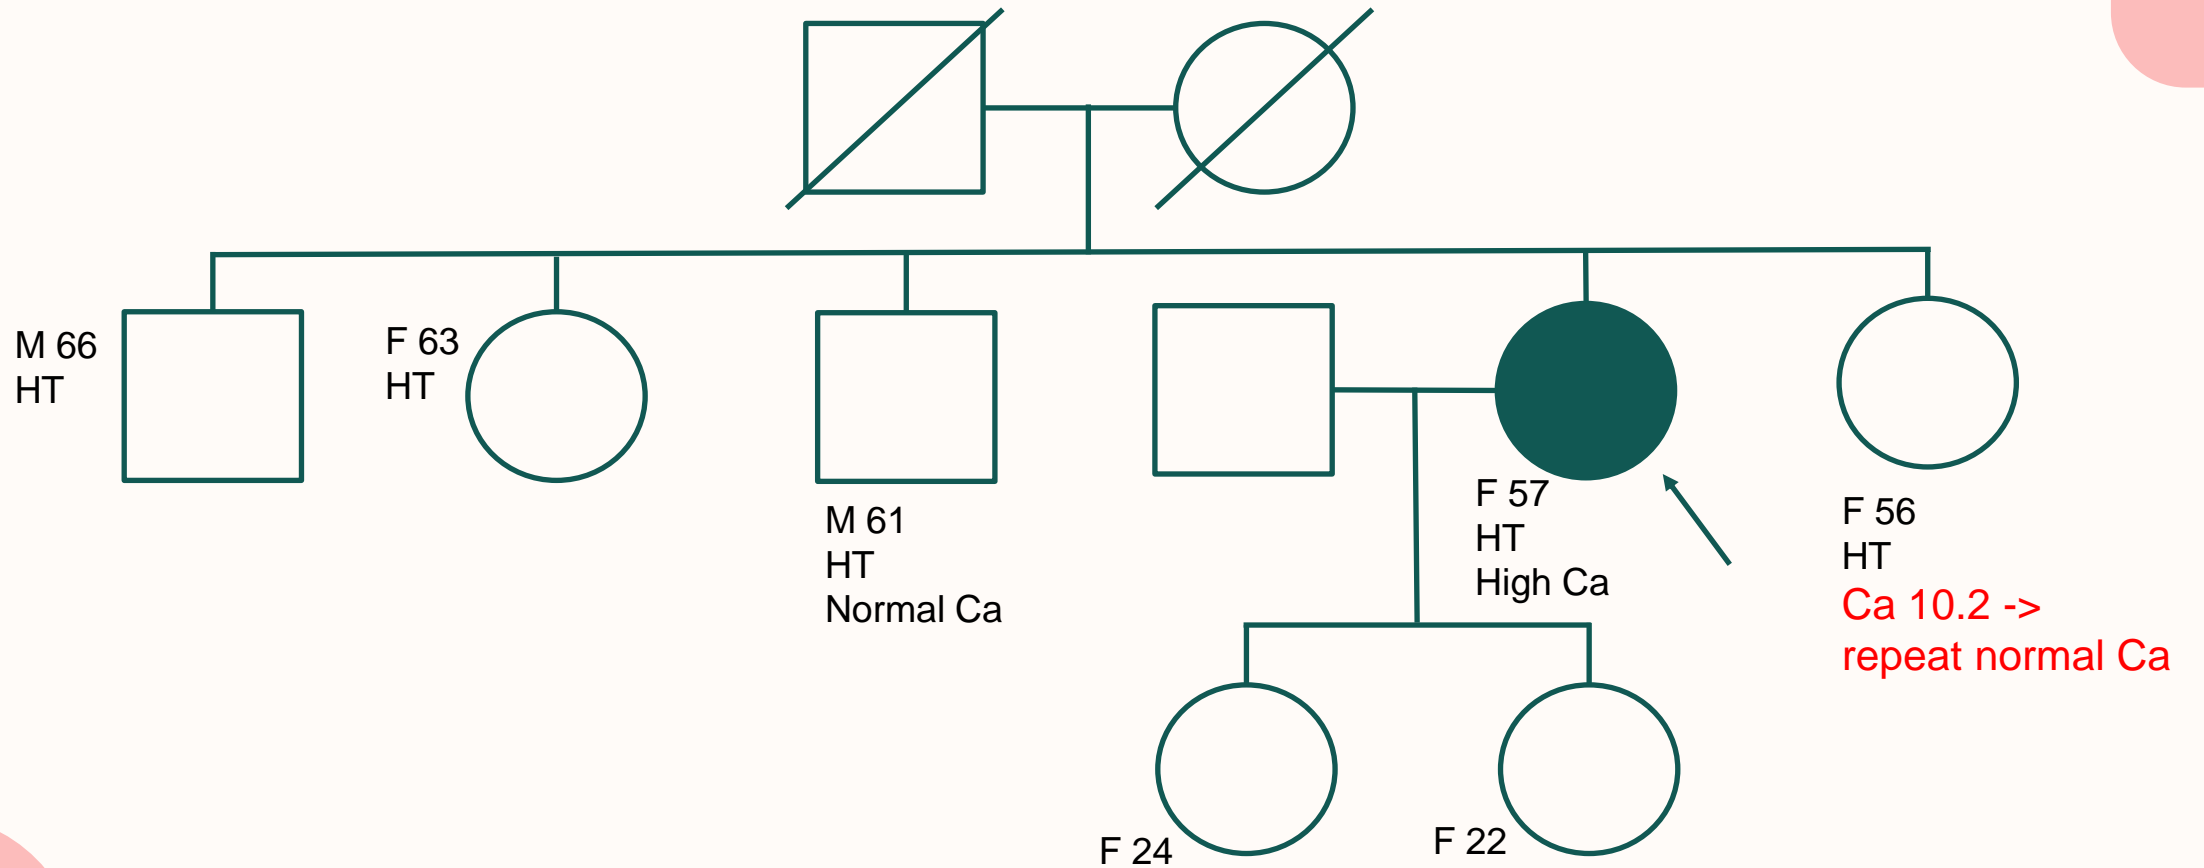 M 66
HT
F 63
HT
M 61
HT
Normal Ca
F 57
HT
High Ca
F 56
HT
Ca 10.2 ->
repeat normal Ca
F 24
F 22